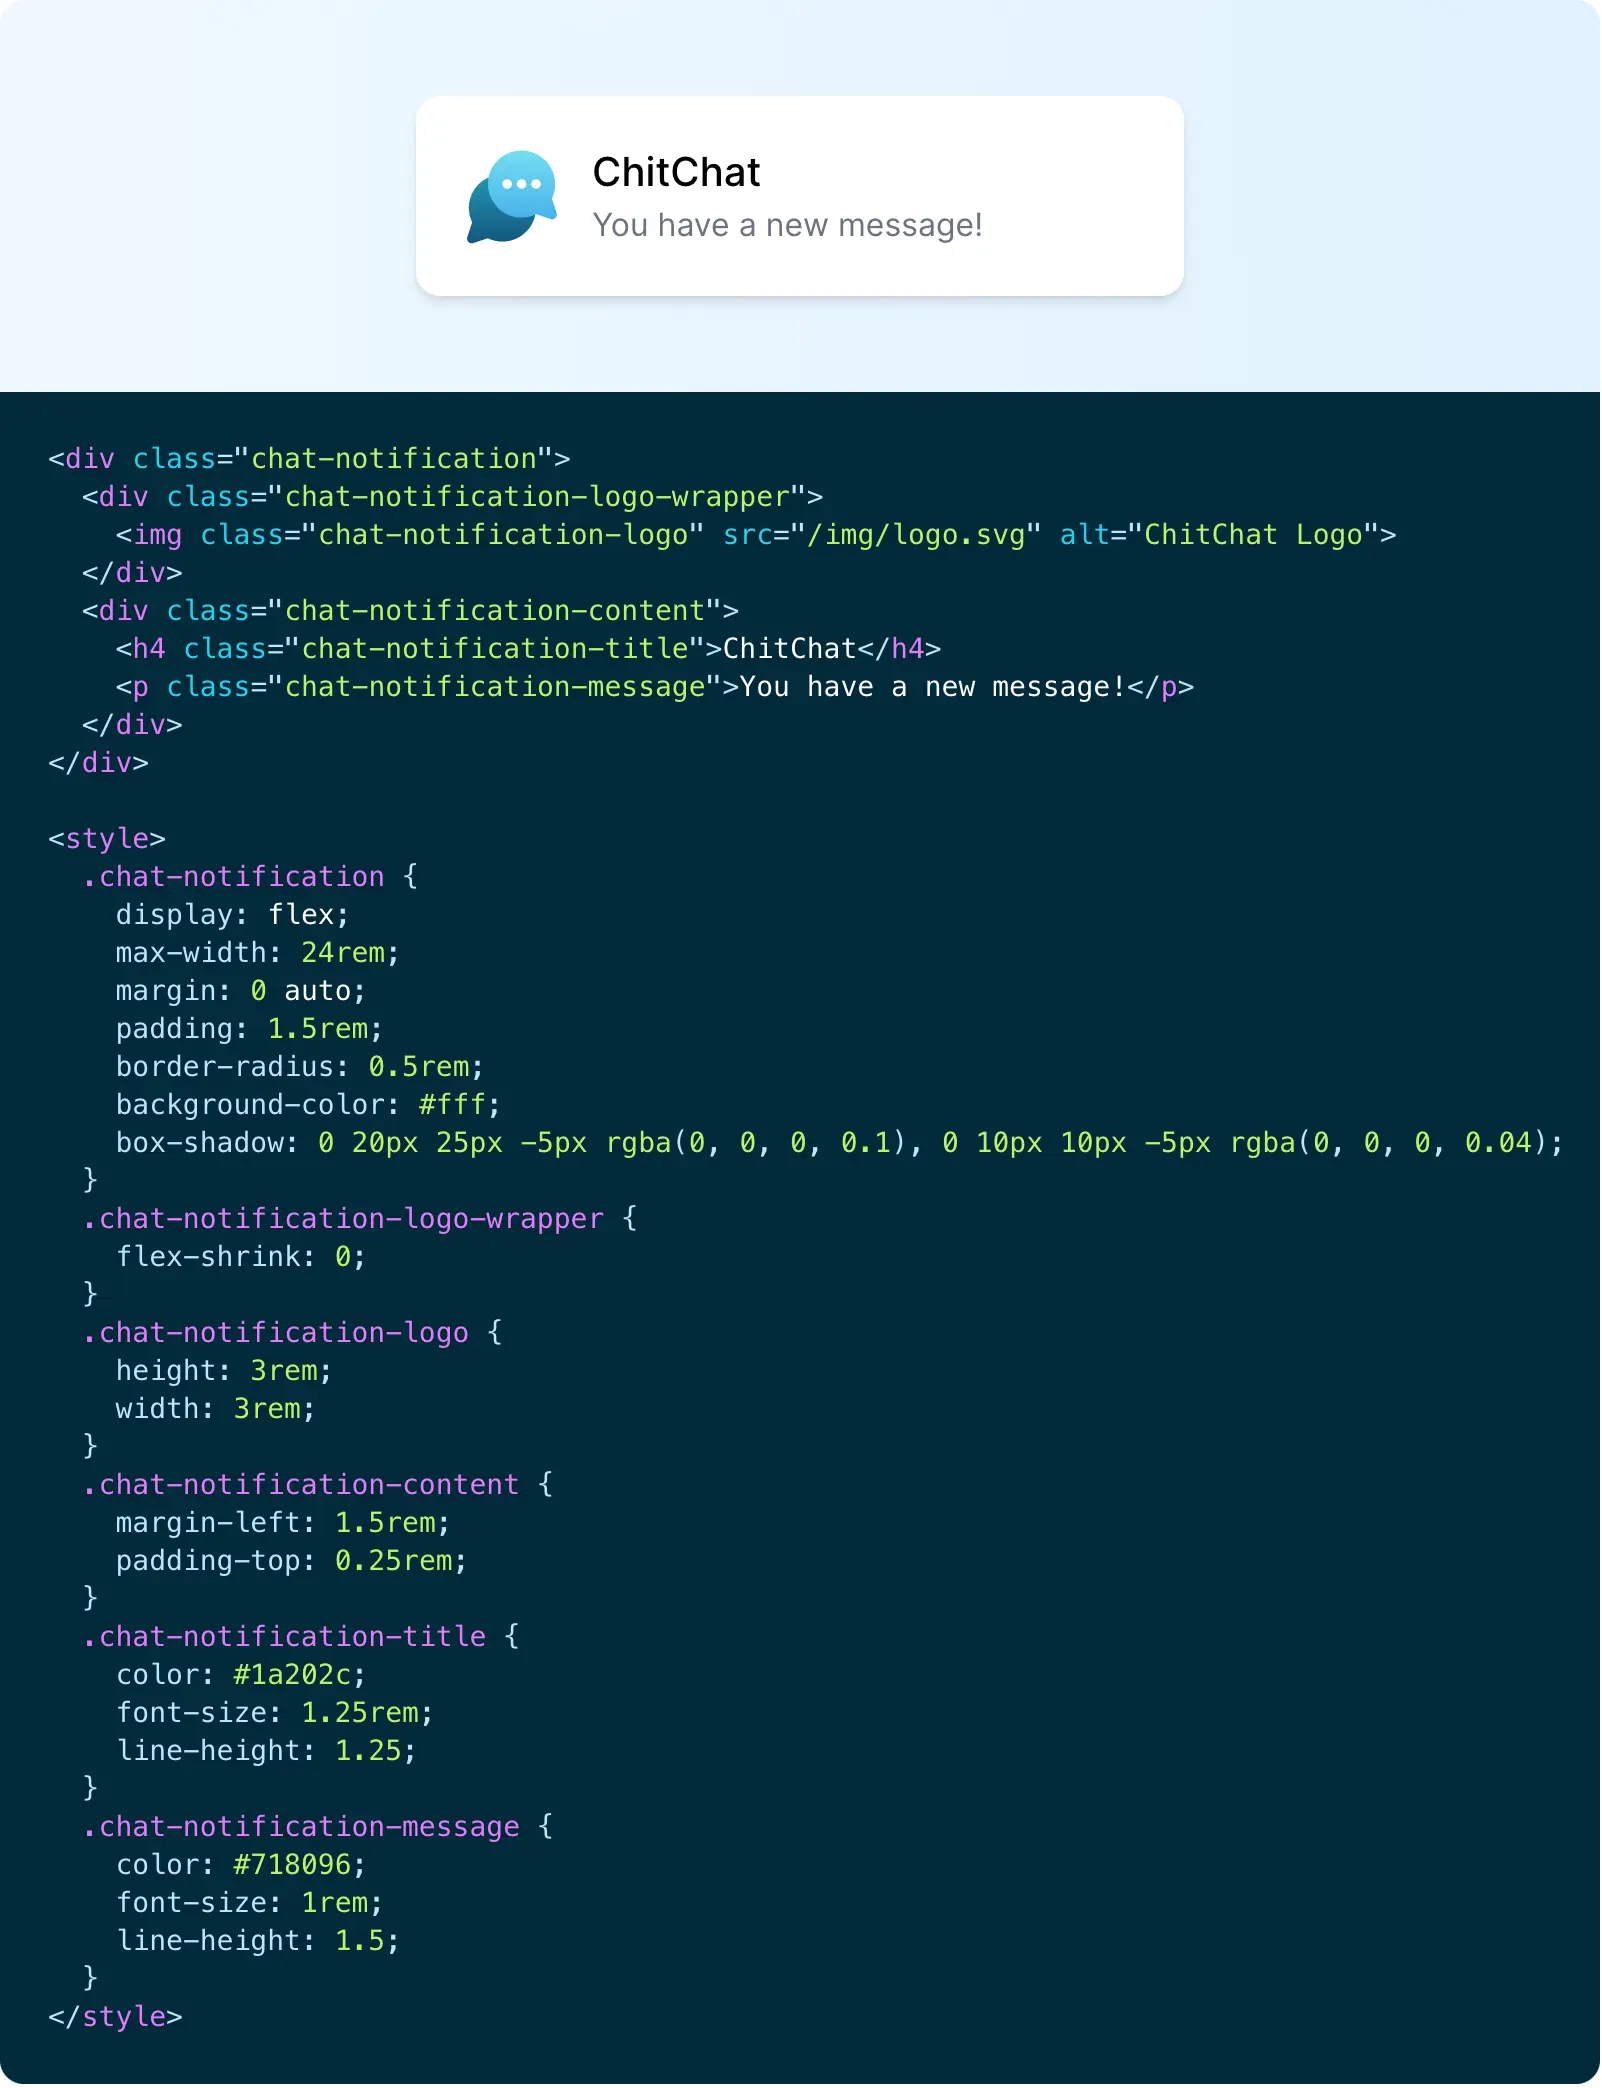 ChitChat
You have a new message!
<div class="chat-notification">
  <div class="chat-notification-logo-wrapper">
    <img class="chat-notification-logo" src="/img/logo.svg" alt="ChitChat Logo">
  </div>
  <div class="chat-notification-content">
    <h4 class="chat-notification-title">ChitChat</h4>
    <p class="chat-notification-message">You have a new message!</p>
  </div>
</div>

<style>
  .chat-notification {
    display: flex;
    max-width: 24rem;
    margin: 0 auto;
    padding: 1.5rem;
    border-radius: 0.5rem;
    background-color: #fff;
    box-shadow: 0 20px 25px -5px rgba(0, 0, 0, 0.1), 0 10px 10px -5px rgba(0, 0, 0, 0.04);
  }
  .chat-notification-logo-wrapper {
    flex-shrink: 0;
  }
  .chat-notification-logo {
    height: 3rem;
    width: 3rem;
  }
  .chat-notification-content {
    margin-left: 1.5rem;
    padding-top: 0.25rem;
  }
  .chat-notification-title {
    color: #1a202c;
    font-size: 1.25rem;
    line-height: 1.25;
  }
  .chat-notification-message {
    color: #718096;
    font-size: 1rem;
    line-height: 1.5;
  }
</style>